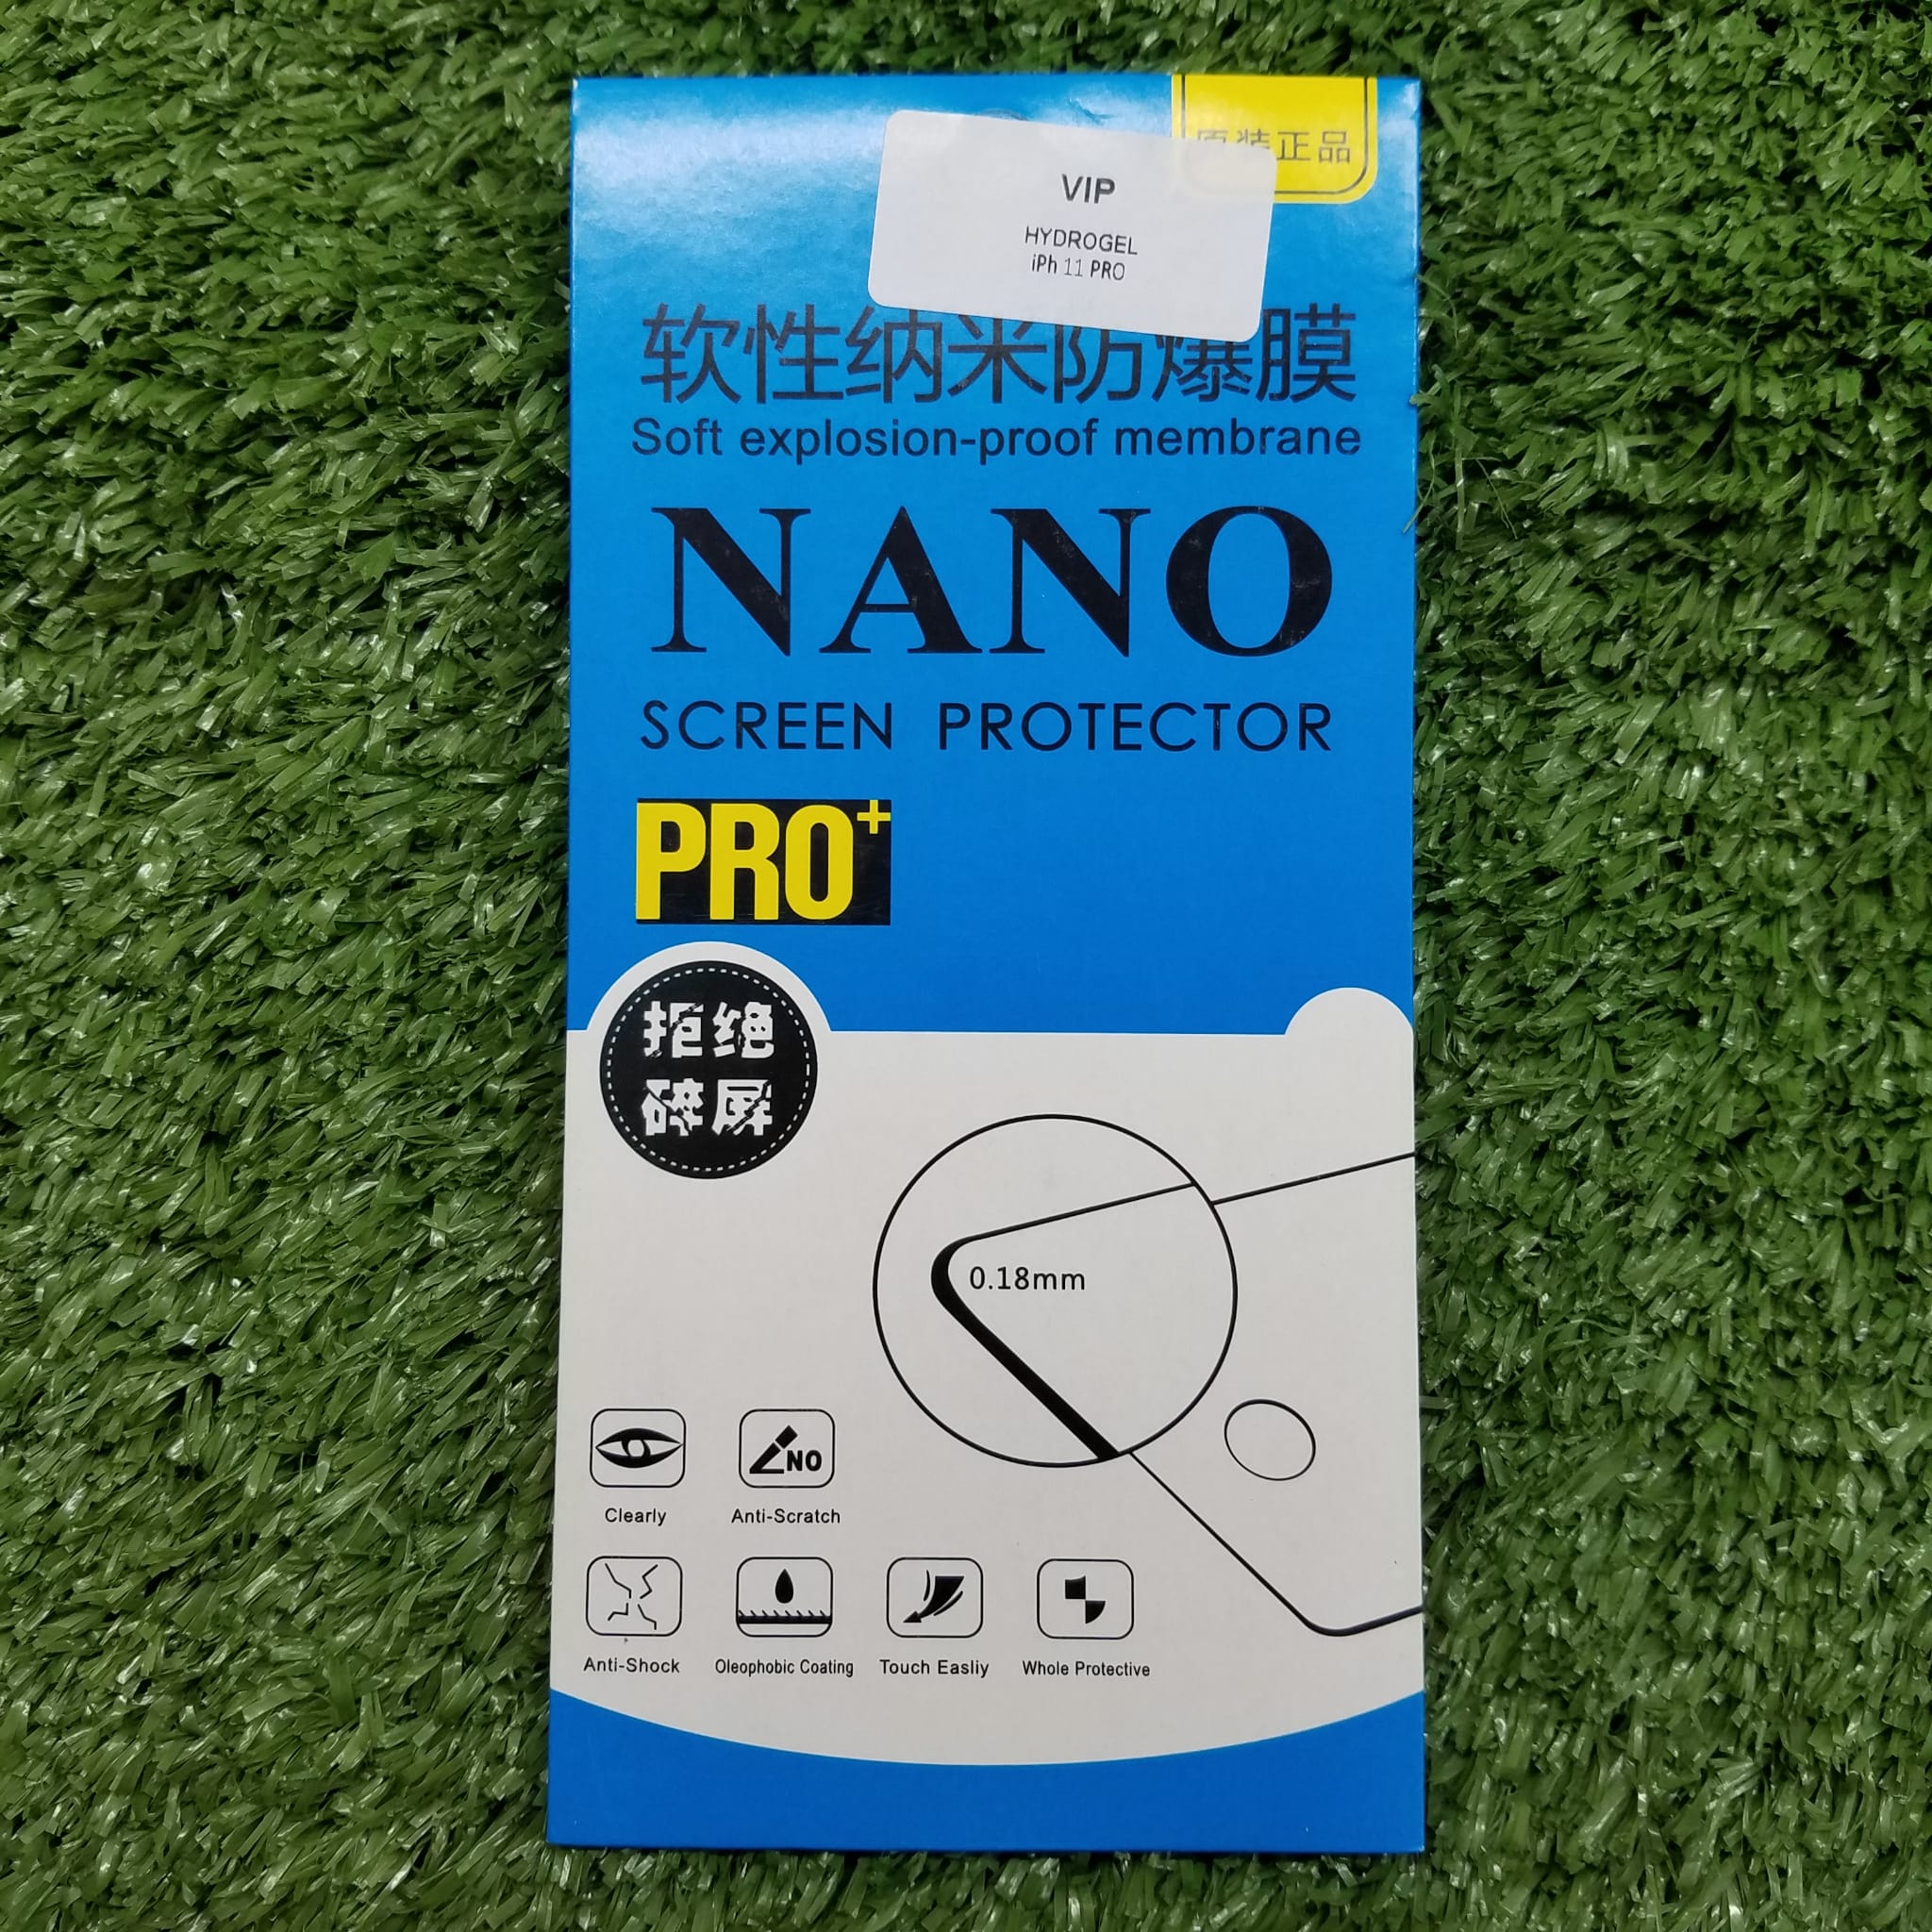 原装正品
VIP
HYDROGEL
iPh 11 PRO
软性纳米防爆膜
Soft explosion-proof membrane
NANO
SCREEN PROTECTOR
PRO+
拒绝
碎屏
0.18mm
NO
Clearly Anti-Scratch
Anti-Shock Oleophobic Coating Touch Easliy Whole Protective